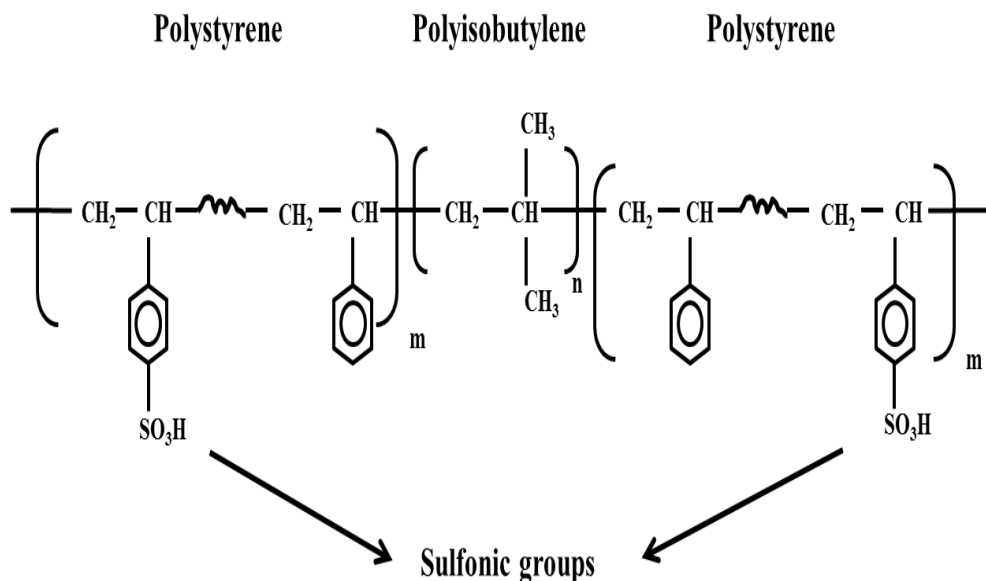 Polystyrene Polyisobutylene Polystyrene
CH₃
CH₂ CH CH₂ CH CH₂ CH CH₂ CH CH₂ CH
CH₃ n
m m
SO₃H SO₃H
Sulfonic groups